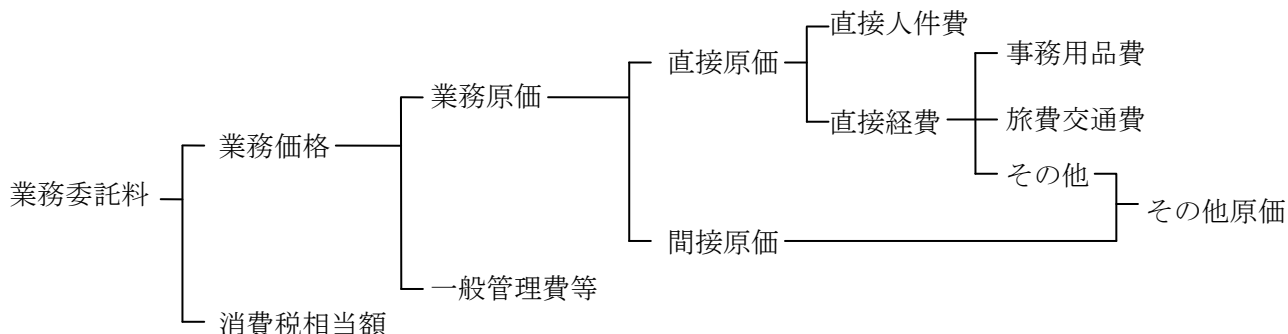 直接人件費
事務用品費
直接原価
業務原価
直接経費
旅費交通費
業務価格
その他
業務委託料
その他原価
間接原価
一般管理費等
消費税相当額